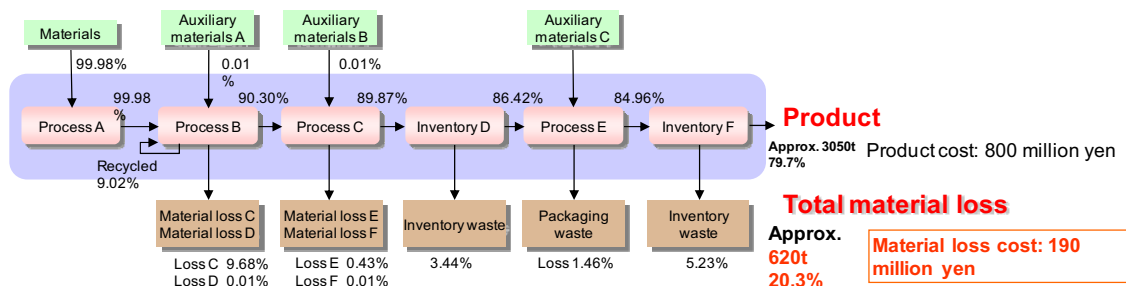 Materials
Auxiliary
materials A
Auxiliary
materials B
Auxiliary
materials C
99.98%
0.01
%
0.01%
99.98
%
90.30%
89.87%
86.42%
84.96%
Process A
Process B
Process C
Inventory D
Process E
Inventory F
Recycled
9.02%
Product
Approx. 3050t
79.7%
Product cost: 800 million yen
Material loss C
Material loss D
Material loss E
Material loss F
Inventory waste
Packaging
waste
Inventory
waste
Loss C 9.68%
Loss D 0.01%
Loss E 0.43%
Loss F 0.01%
3.44%
Loss 1.46%
5.23%
Total material loss
Approx.
620t
20.3%
Material loss cost: 190
million yen